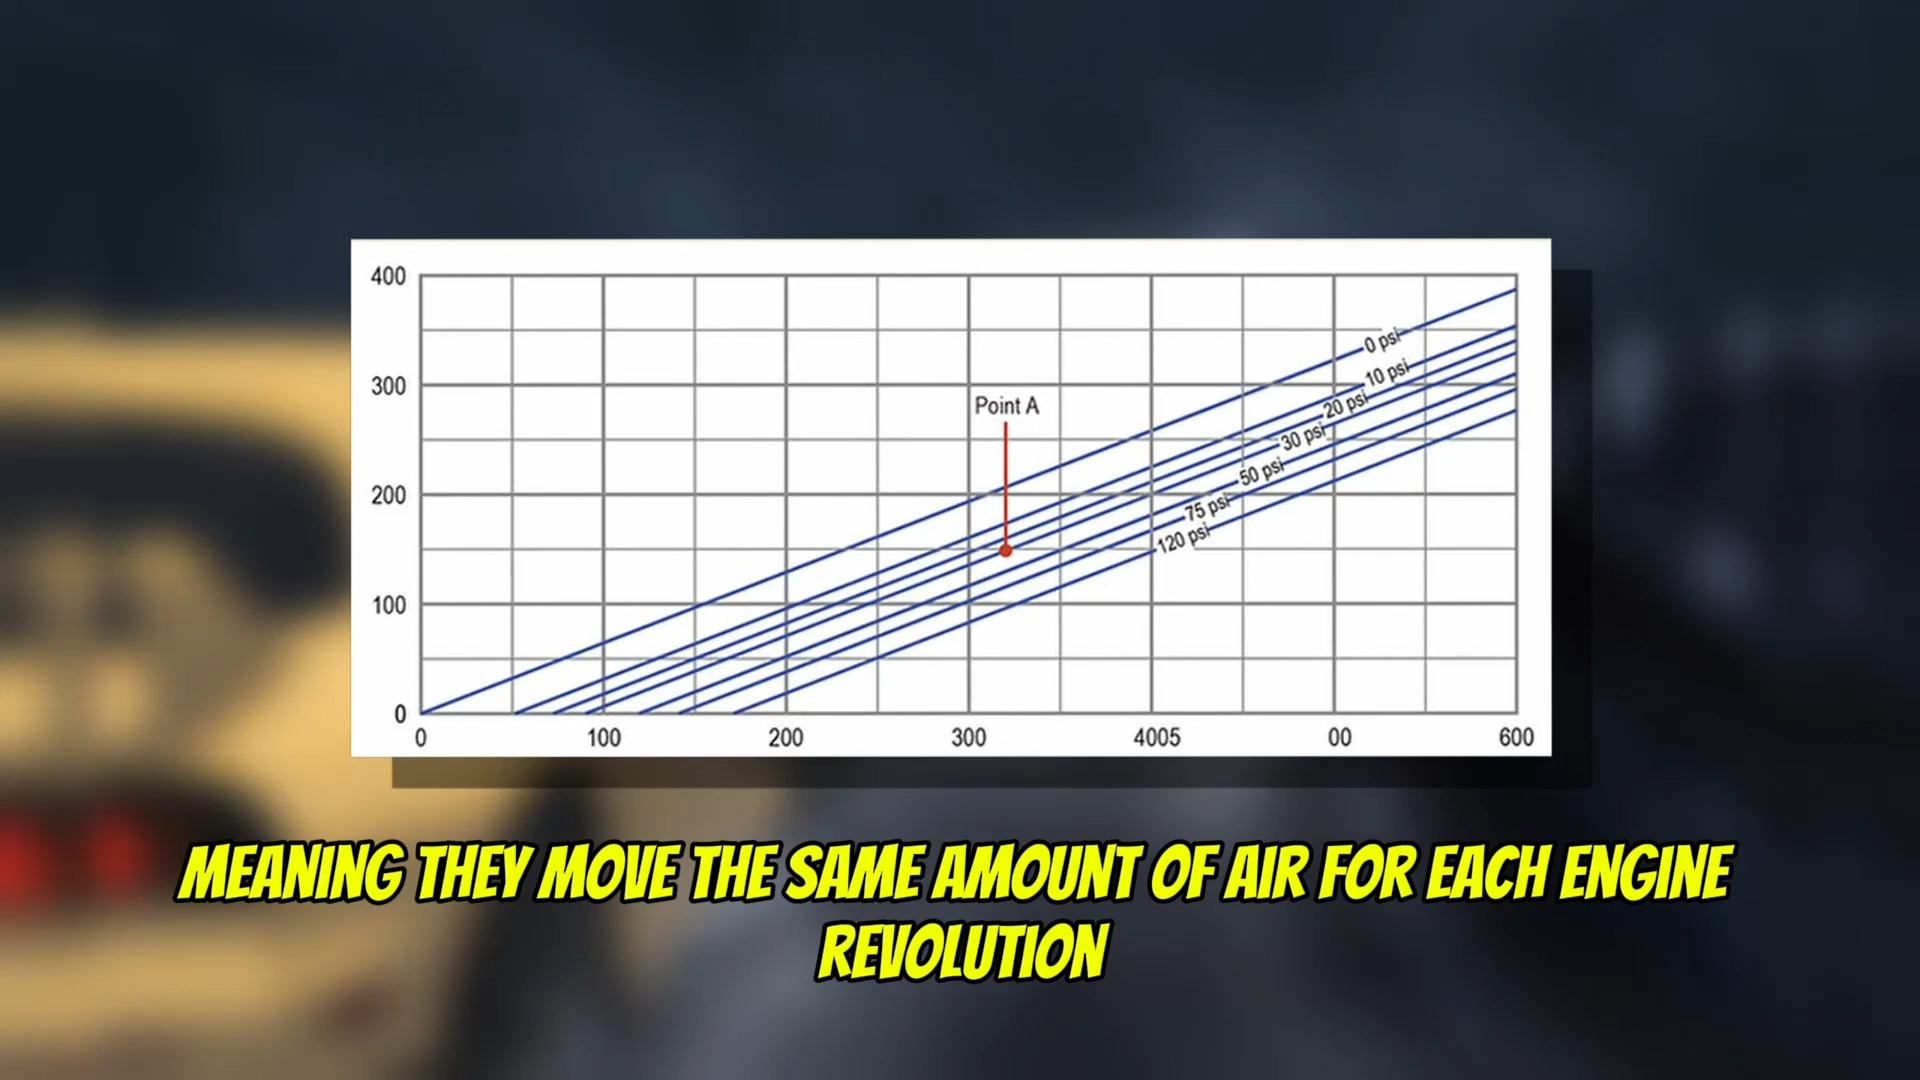 400
300
200
100
0
0 100 200 300 4005 00 600
Point A
0 psi
10 psi
20 psi
30 psi
50 psi
75 psi
120 psi
MEANING THEY MOVE THE SAME AMOUNT OF AIR FOR EACH ENGINE
REVOLUTION